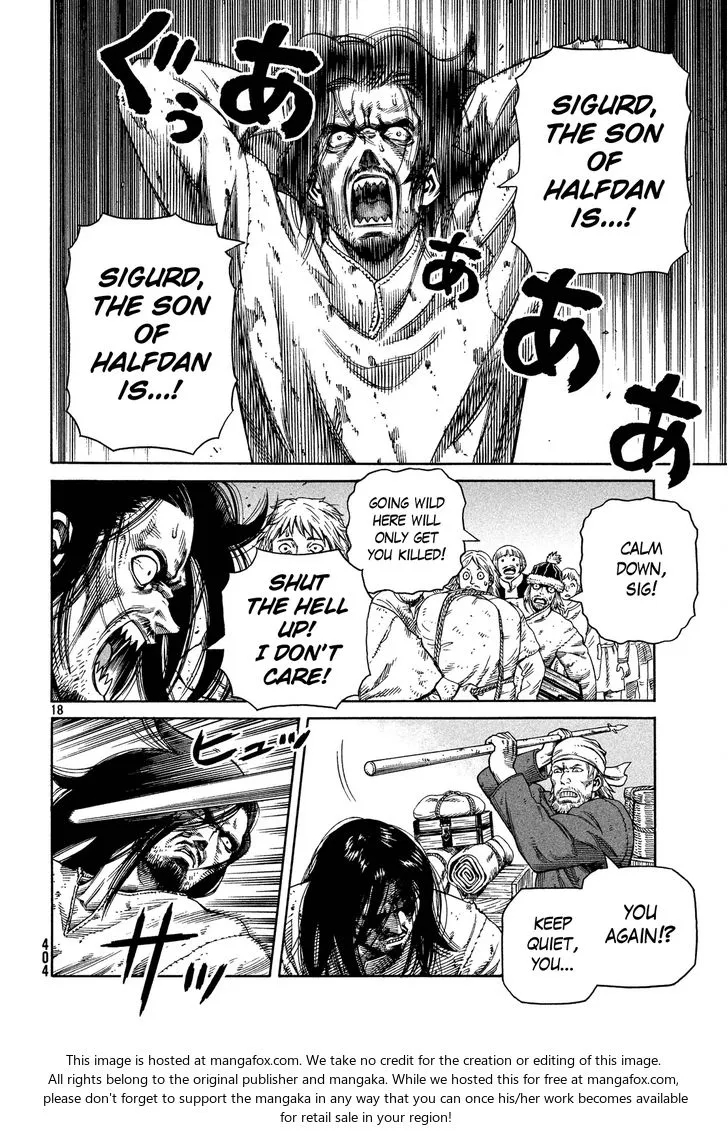 ぐぅ
あ
SIGURD,
THE SON
OF
HALFDAN
IS...!
SIGURD,
THE SON
OF
HALFDAN
IS...!
あ
あ
あ
CALM
DOWN,
SIG!
GOING WILD
HERE WILL
ONLY GET
YOU KILLED!
SHUT
THE HELL
UP!
I DON'T
CARE!
18
YOU
AGAIN!?
KEEP
QUIET,
YOU...
ヒュッ
サッ
404
This image is hosted at mangafox.com. We take no credit for the creation or editing of this image.
All rights belong to the original publisher and mangaka. While we hosted this for free at mangafox.com,
please don't forget to support the mangaka in any way that you can once his/her work becomes available
for retail sale in your region!